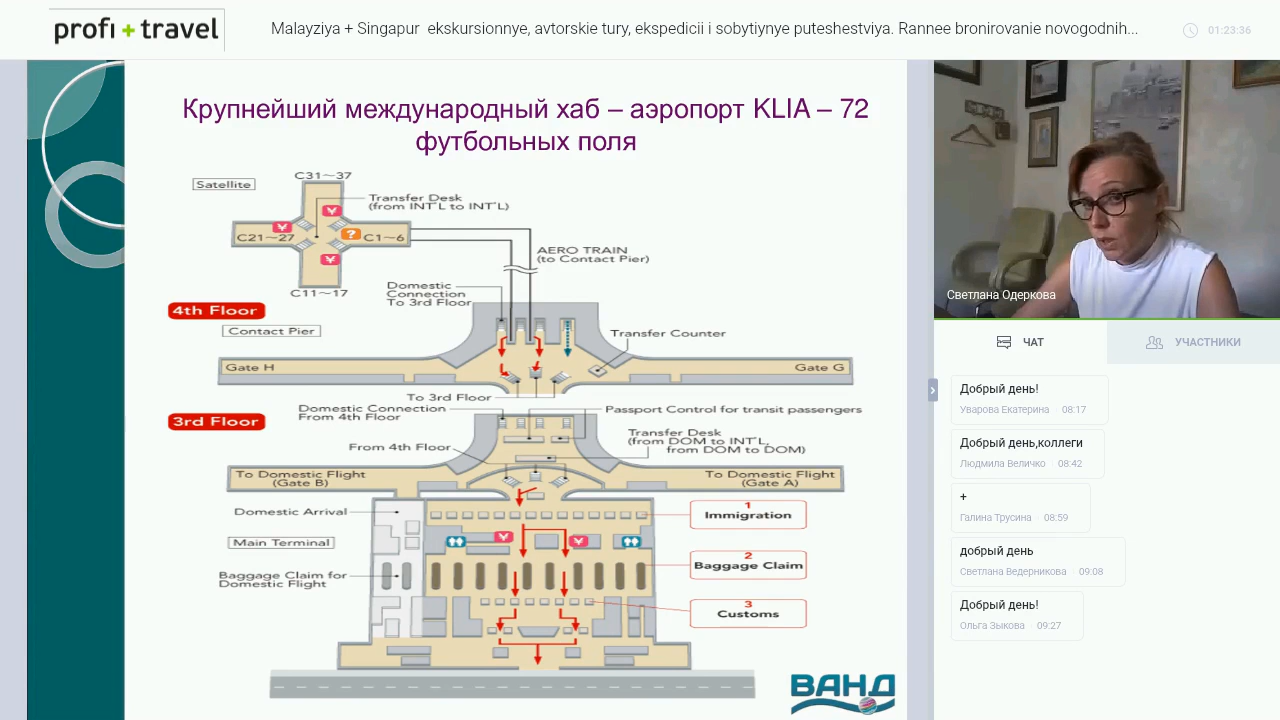 profi + travel
Malayziya + Singapur ekskursionnye, avtorskie tury, ekspedicii i sobytiynye puteshestviya. Rannee bronirovanie novogodnih...
01:23:36
Крупнейший международный хаб – аэропорт KLIA – 72
футбольных поля
Satellite
C31~37
Transfer Desk
(from INT'L to INT'L)
C21~27
?
C1~6
C11~17
AERO TRAIN
(to Contact Pier)
Domestic
Connection
To 3rd Floor
4th Floor
Contact Pier
Transfer Counter
Gate H
Gate G
To 3rd Floor
Domestic Connection
From 4th Floor
Passport Control for transit passengers
3rd Floor
Transfer Desk
(from DOM to INT'L,
from DOM to DOM)
From 4th Floor
To Domestic Flight
(Gate B)
To Domestic Flight
(Gate A)
Domestic Arrival
1
Immigration
Main Terminal
¥
¥
2
Baggage Claim
Baggage Claim for
Domestic Flight
3
Customs
ВАНД
Светлана Одеркова
ЧАТ
УЧАСТНИКИ
Добрый день!
Уварова Екатерина · 08:17
Добрый день,коллеги
Людмила Величко · 08:42
+
Галина Трусина · 08:59
добрый день
Светлана Ведерникова · 09:08
Добрый день!
Ольга Зыкова · 09:27